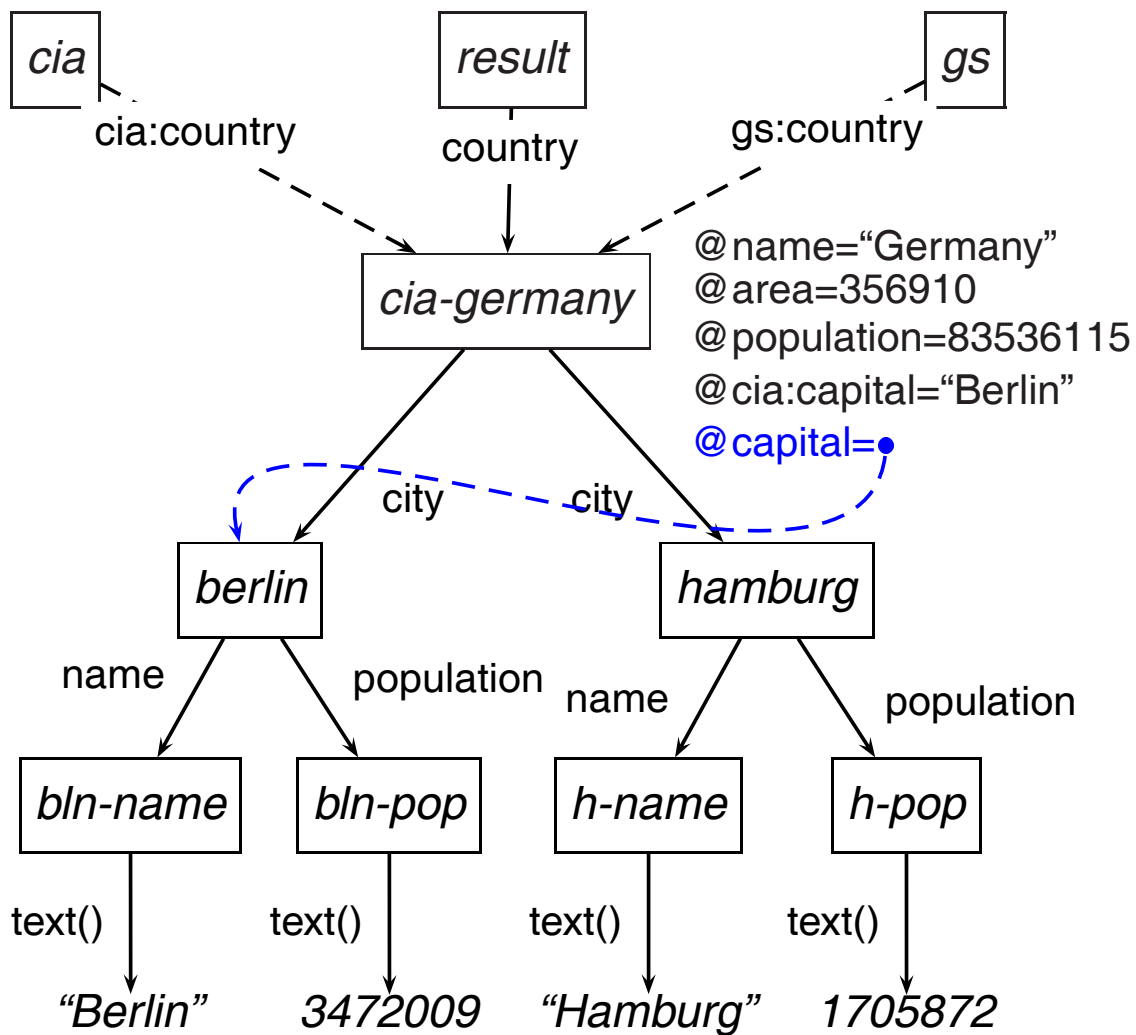 cia result gs
cia:country country gs:country
@name=“Germany”
cia-germany @area=356910
@population=83536115
@cia:capital=“Berlin”
@capital=
city city
berlin hamburg
name population name population
bln-name bln-pop h-name h-pop
text() text() text() text()
“Berlin” 3472009 “Hamburg” 1705872